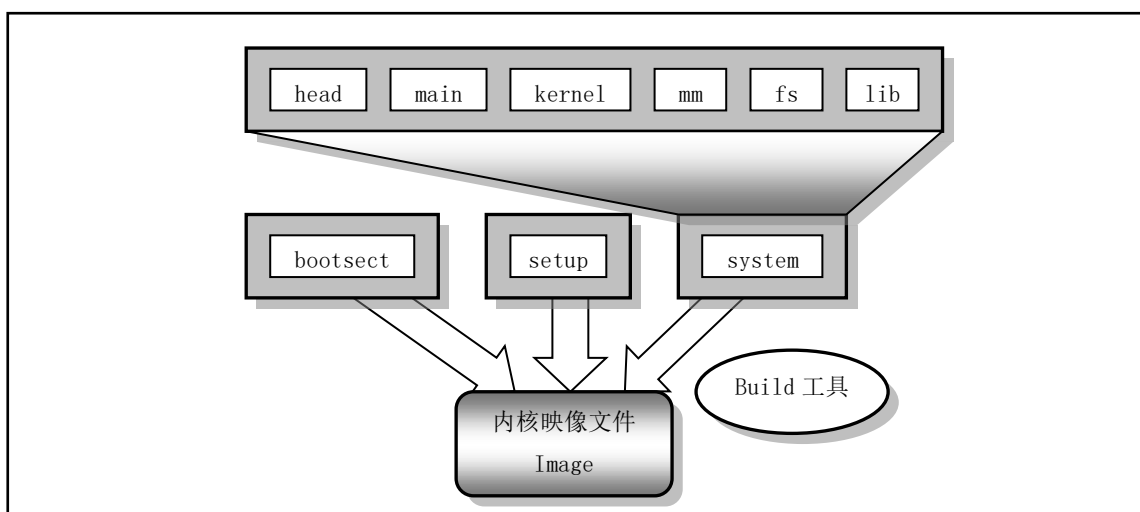 head main kernel mm fs lib
bootsect setup system
Build 工具
内核映像文件
Image